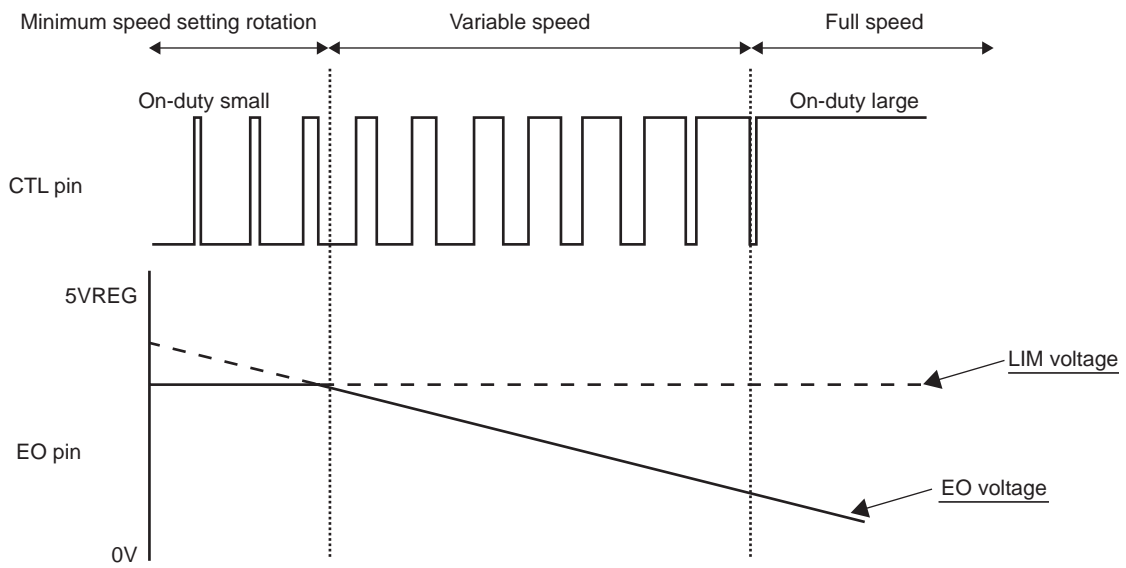 Minimum speed setting rotation
Variable speed
Full speed
On-duty small
On-duty large
CTL pin
5VREG
LIM voltage
EO pin
EO voltage
0V